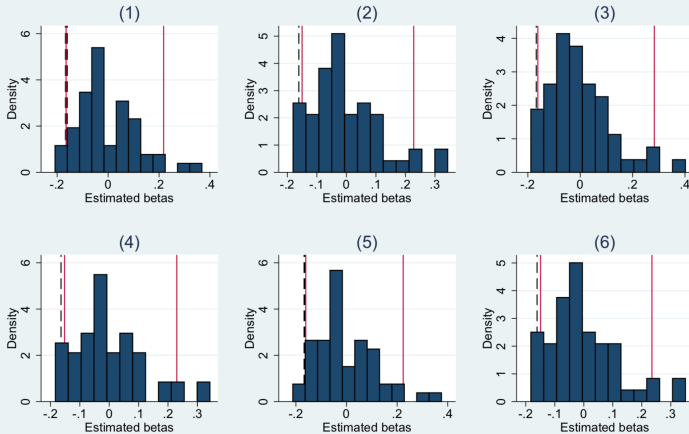 (1)
Density
6
4
2
0
-.2 0 .2 .4
Estimated betas
(2)
Density
5
4
3
2
1
0
-.2 -.1 0 .1 .2 .3
Estimated betas
(3)
Density
4
3
2
1
0
-.2 -.1 0 .1 .2 .3 .4
Estimated betas
(4)
Density
6
4
2
0
-.2 -.1 0 .1 .2 .3
Estimated betas
(5)
Density
6
4
2
0
-.2 0 .2 .4
Estimated betas
(6)
Density
5
4
3
2
1
0
-.2 -.1 0 .1 .2 .3
Estimated betas